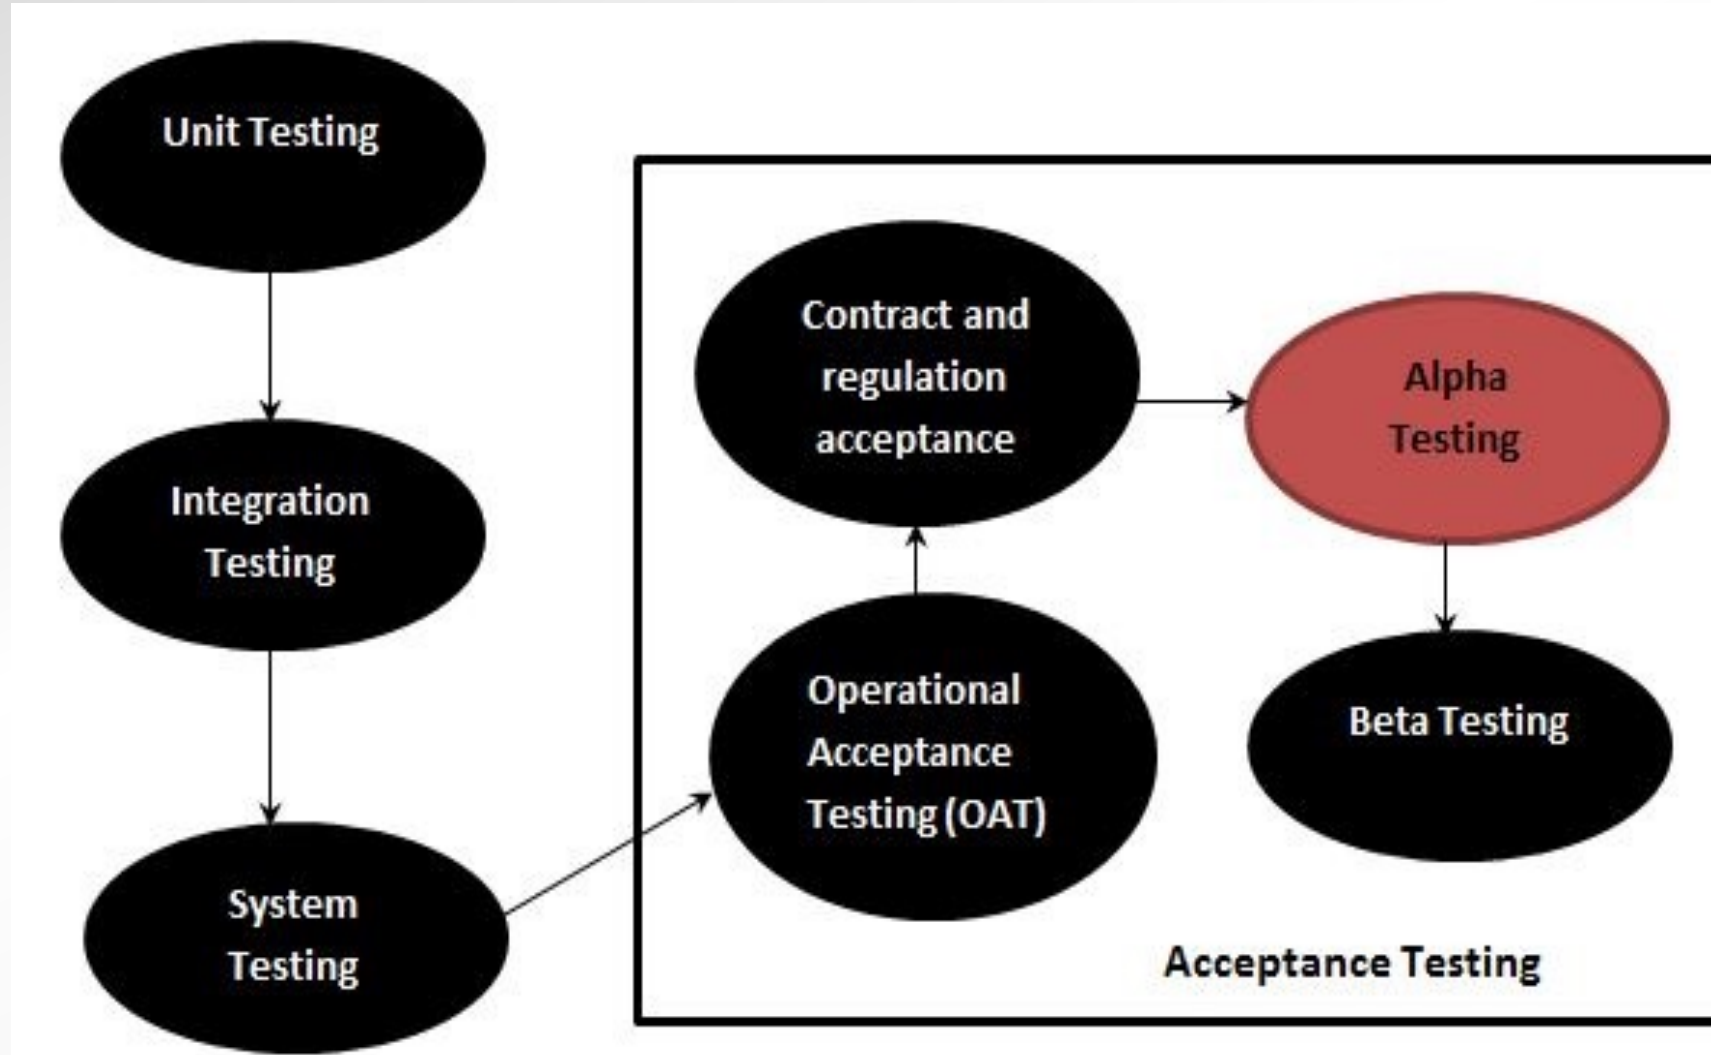 Unit Testing
Integration
Testing
System
Testing
Contract and
regulation
acceptance
Operational
Acceptance
Testing (OAT)
Alpha
Testing
Beta Testing
Acceptance Testing